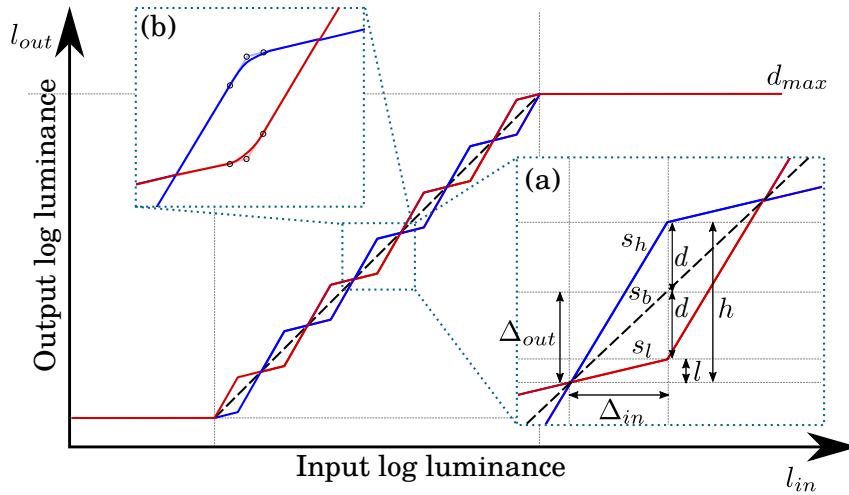 (b)
l_out
d_max
Output log luminance
(a)
s_h
d
s_b
d
h
Δ_out
s_l
l
Δ_in
Input log luminance
l_in